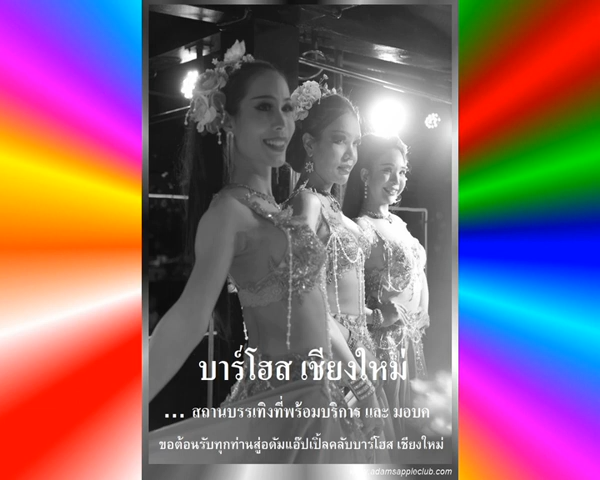 บาร์โฮส เชียงใหม่
... สถานบรรเทิงที่พร้อมบริการ และ มอบค
ขอต้อนรับทุกท่านสู่อดัมแอ๊ปเปิ้ลคลับบาร์โฮส เชียงใหม่
adamsappleclub.com